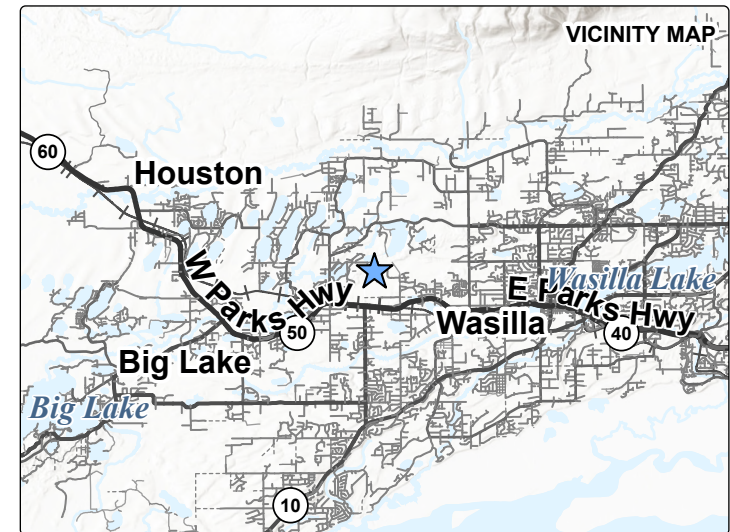 VICINITY MAP
60
Houston
W Parks Hwy
Wasilla Lake
E Parks Hwy
50
Wasilla
40
Big Lake
Big Lake
10